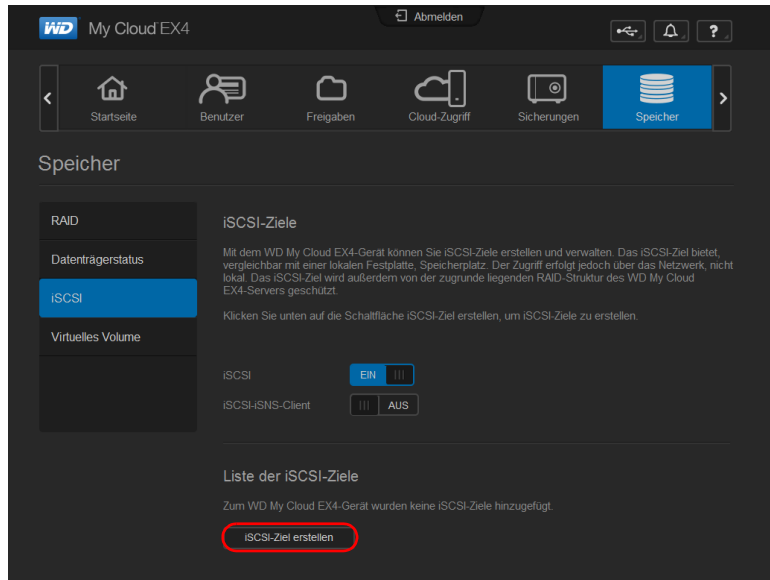 WD My Cloud EX4
Abmelden
?
Startseite
Benutzer
Freigaben
Cloud-Zugriff
Sicherungen
Speicher
Speicher
RAID
Datenträgerstatus
iSCSI
Virtuelles Volume
iSCSI-Ziele
Mit dem WD My Cloud EX4-Gerät können Sie iSCSI-Ziele erstellen und verwalten. Das iSCSI-Ziel bietet,
vergleichbar mit einer lokalen Festplatte, Speicherplatz. Der Zugriff erfolgt jedoch über das Netzwerk, nicht
lokal. Das iSCSI-Ziel wird außerdem von der zugrunde liegenden RAID-Struktur des WD My Cloud
EX4-Servers geschützt.
Klicken Sie unten auf die Schaltfläche iSCSI-Ziel erstellen, um iSCSI-Ziele zu erstellen.
iSCSI EIN
iSCSI-iSNS-Client AUS
Liste der iSCSI-Ziele
Zum WD My Cloud EX4-Gerät wurden keine iSCSI-Ziele hinzugefügt.
iSCSI-Ziel erstellen